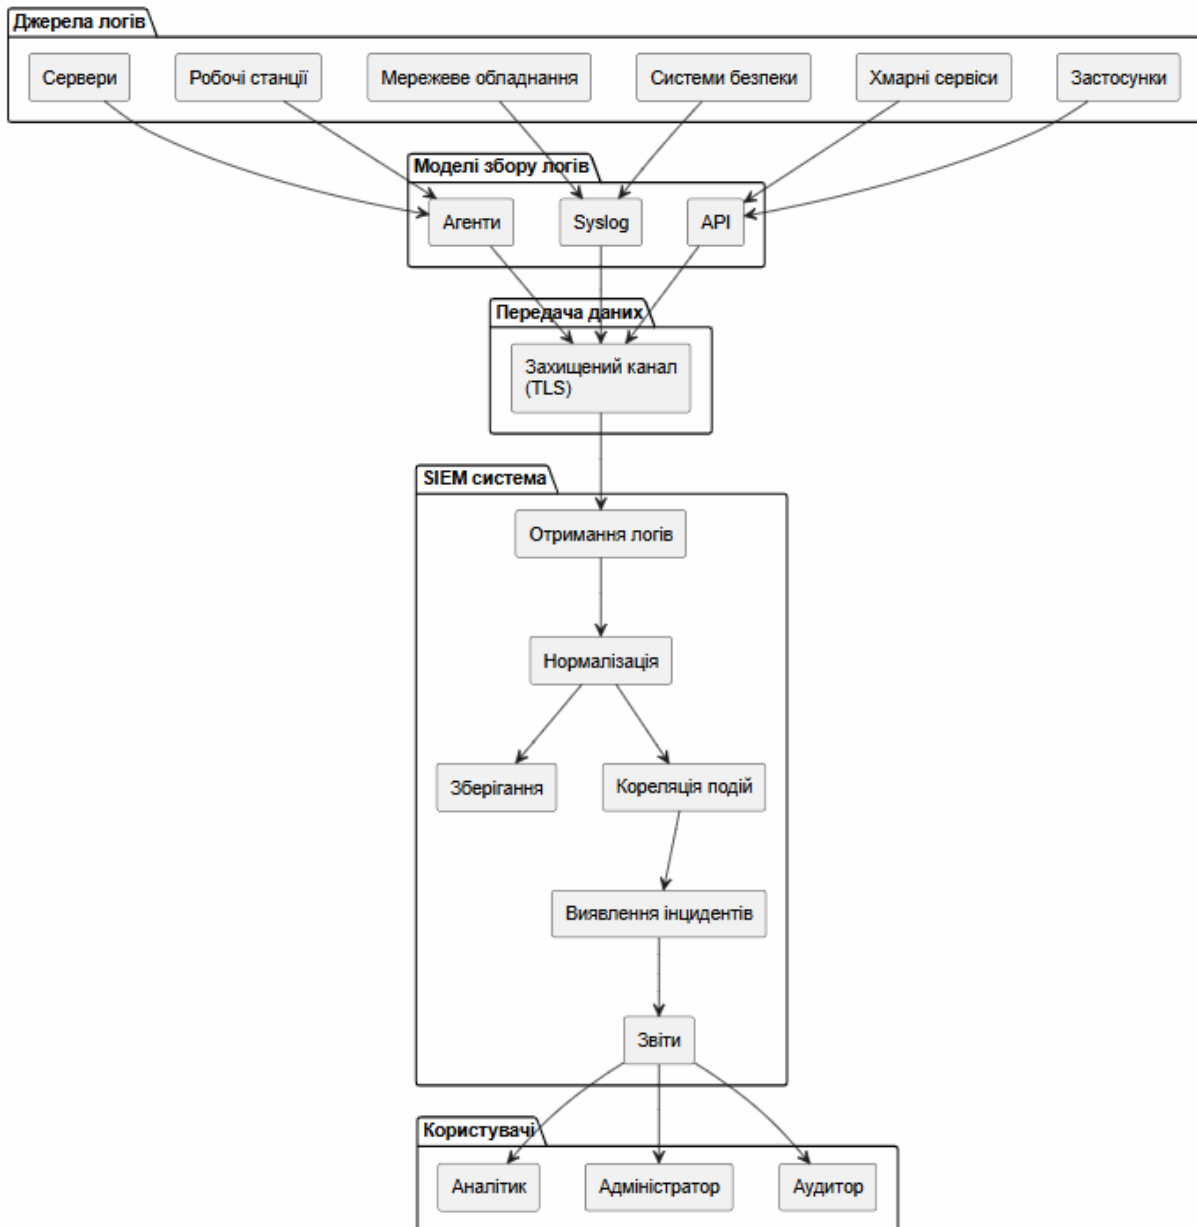 Джерела логів
Сервери
Робочі станції
Мережеве обладнання
Системи безпеки
Хмарні сервіси
Застосунки
Моделі збору логів
Агенти
Syslog
API
Передача даних
Захищений канал
(TLS)
SIEM система
Отримання логів
Нормалізація
Зберігання
Кореляція подій
Виявлення інцидентів
Звіти
Користувачі
Аналітик
Адміністратор
Аудитор